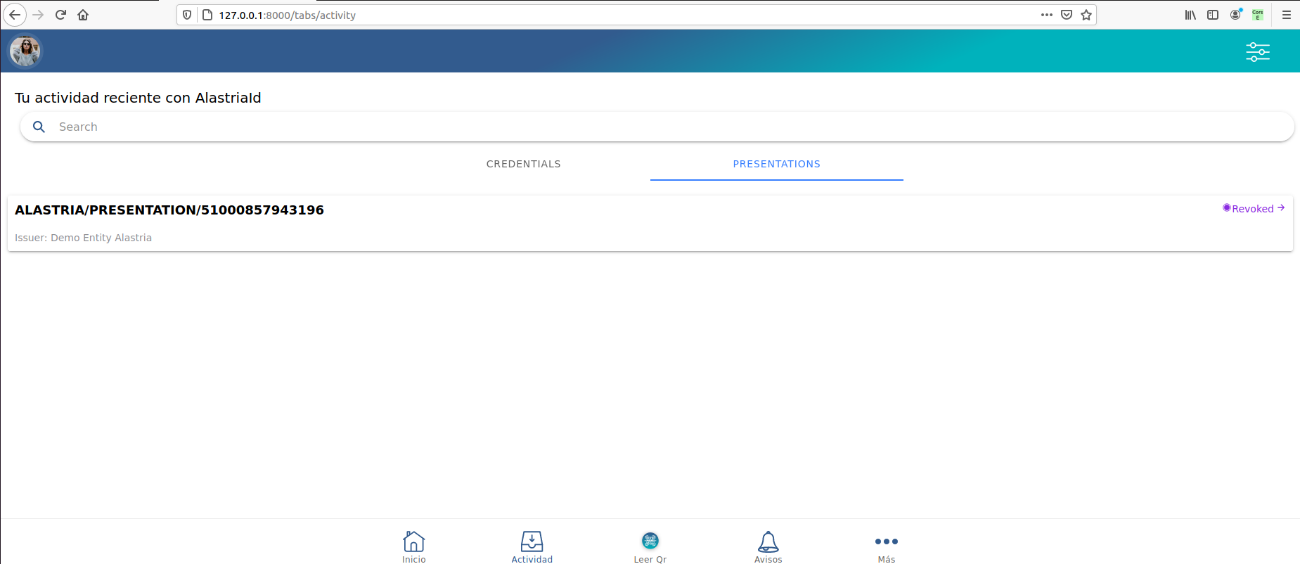 127.0.0.1:8000/tabs/activity
Cors
E
Tu actividad reciente con AlastriaId
Search
CREDENTIALS PRESENTATIONS
ALASTRIA/PRESENTATION/51000857943196
Revoked
Issuer: Demo Entity Alastria
Inicio Actividad Leer Qr Avisos Más